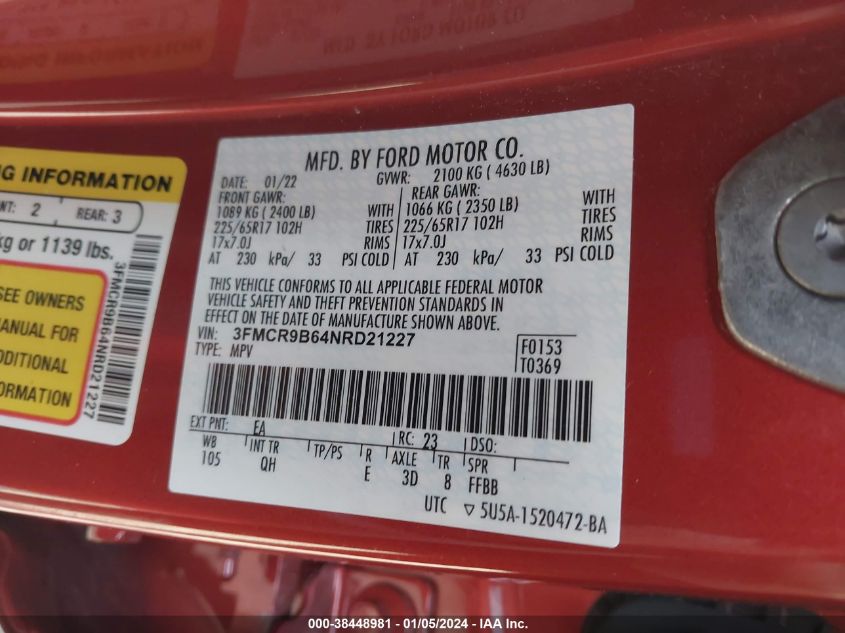 NG INFORMATION
NT: 2 REAR: 3
kg or 1139 lbs.
SEE OWNERS
MANUAL FOR
ADDITIONAL
INFORMATION
3FMCR9B64NRD21227
MFD. BY FORD MOTOR CO.
DATE: 01/22 GVWR: 2100 KG ( 4630 LB)
FRONT GAWR: REAR GAWR:
1089 KG ( 2400 LB) WITH 1066 KG ( 2350 LB) WITH
225/65R17 102H TIRES 225/65R17 102H TIRES
17x7.0J RIMS 17x7.0J RIMS
AT 230 kPa/ 33 PSI COLD AT 230 kPa/ 33 PSI COLD
THIS VEHICLE CONFORMS TO ALL APPLICABLE FEDERAL MOTOR
VEHICLE SAFETY AND THEFT PREVENTION STANDARDS IN
EFFECT ON THE DATE OF MANUFACTURE SHOWN ABOVE.
VIN: 3FMCR9B64NRD21227
TYPE: MPV
F0153
T0369
EXT PNT: EA RC: 23 DSO:
WB INT TR TP/PS R AXLE TR SPR
105 QH E 3D 8 FFBB
UTC ▽ 5U5A-1520472-BA
000-38448981 - 01/05/2024 - IAA Inc.